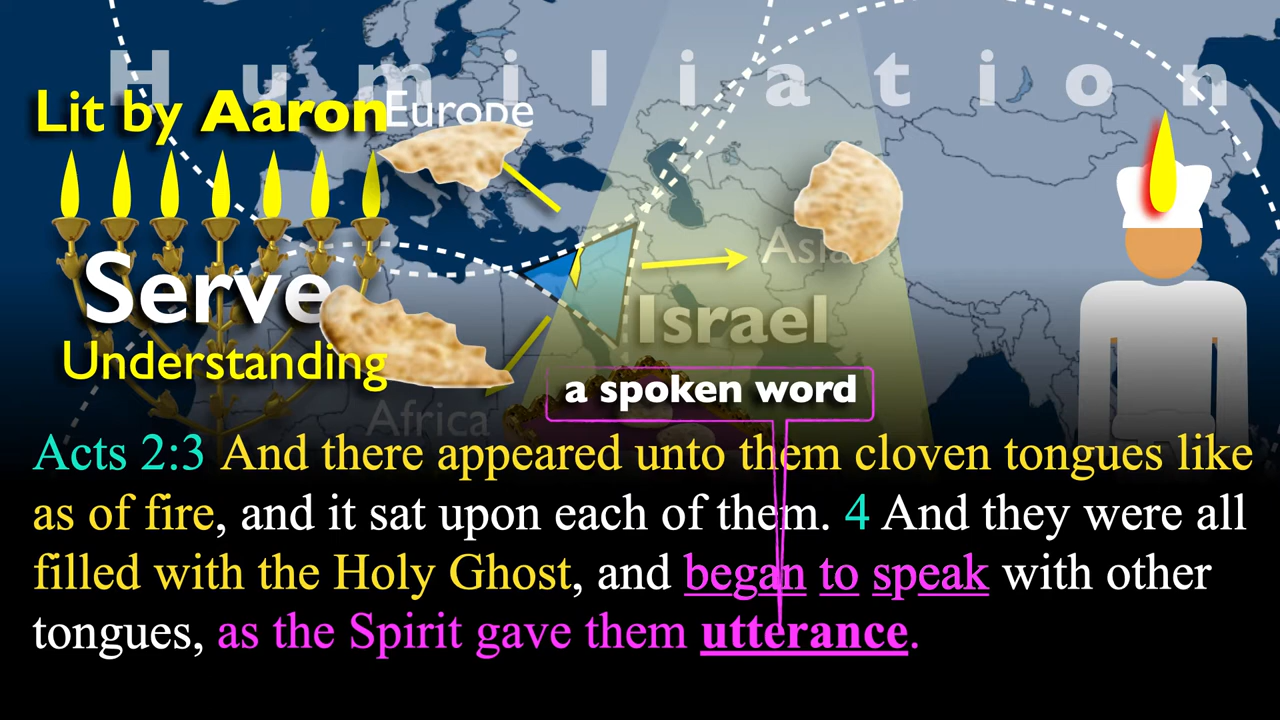 Humiliation
Lit by Aaron
Europe
Asia
Serve
Israel
Understanding
a spoken word
Africa
Acts 2:3 And there appeared unto them cloven tongues like
as of fire, and it sat upon each of them. 4 And they were all
filled with the Holy Ghost, and began to speak with other
tongues, as the Spirit gave them utterance.